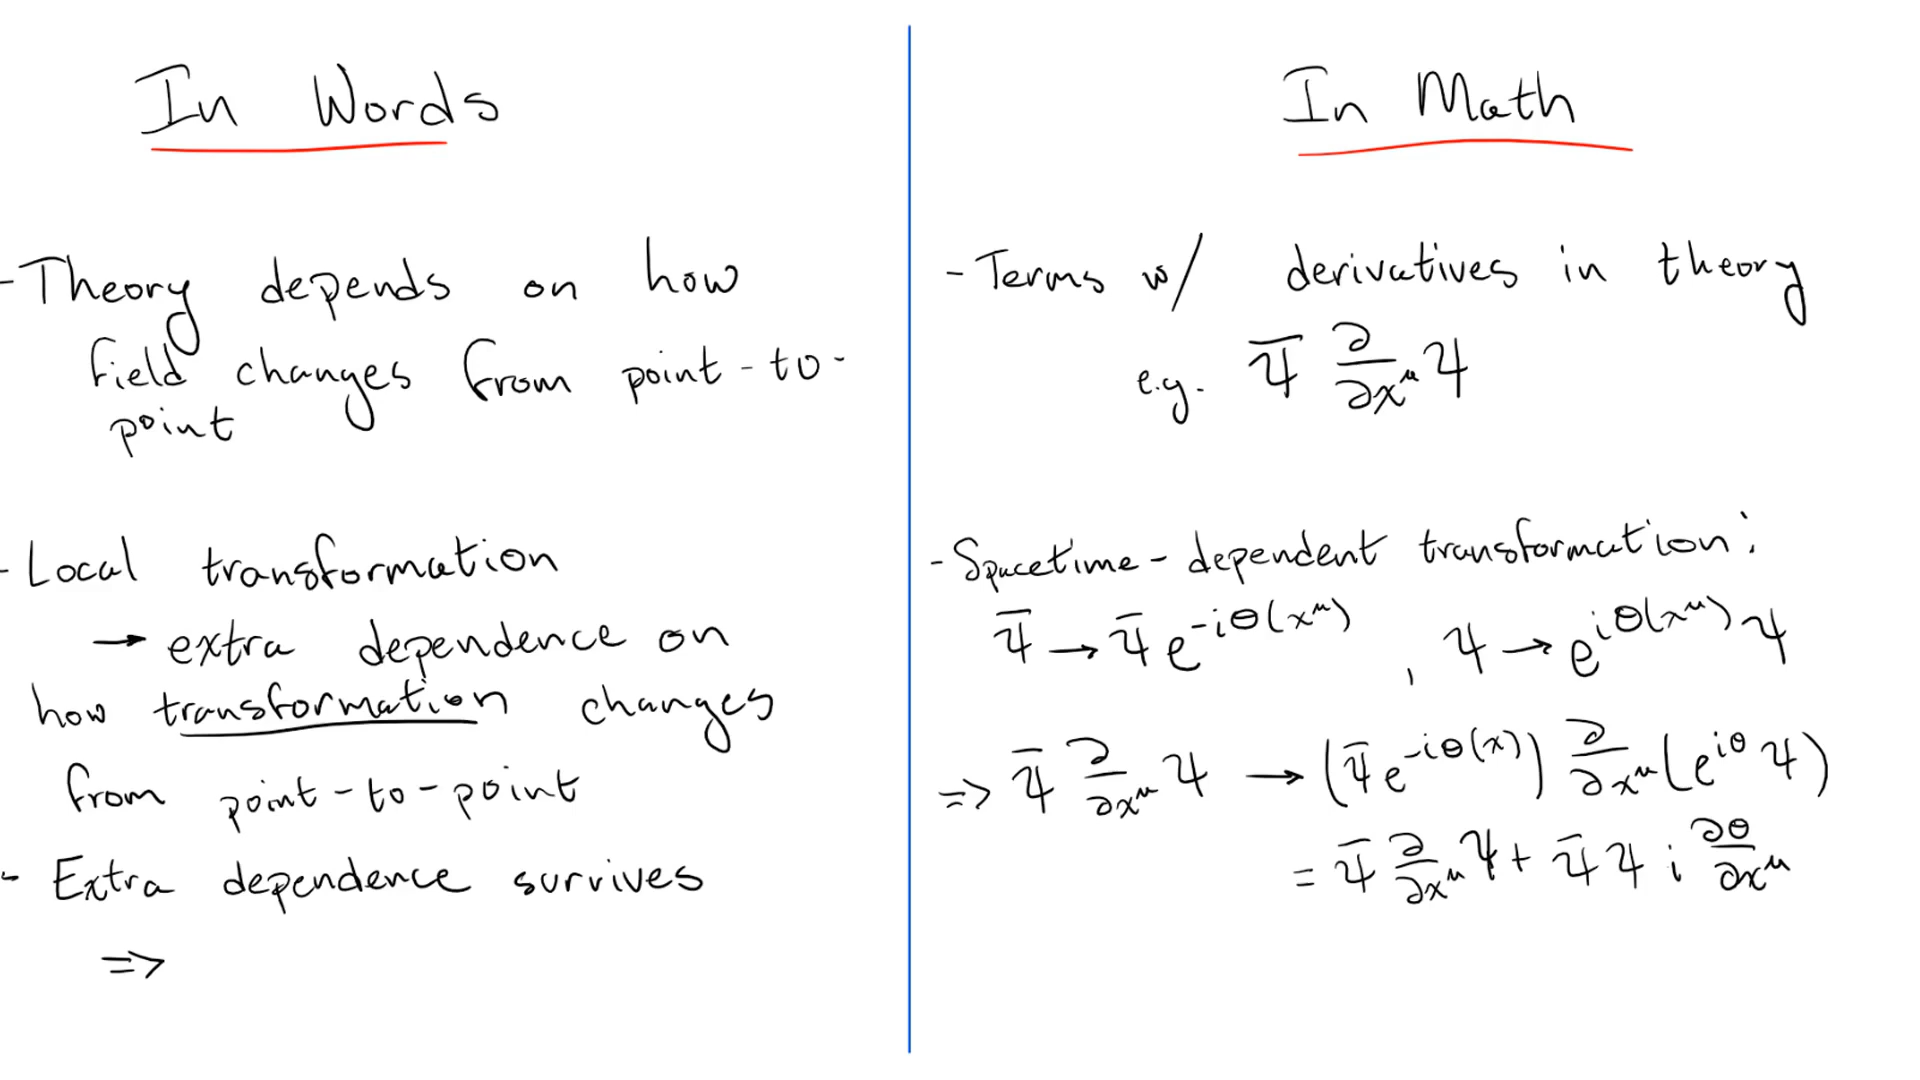 In Words
- Theory depends on how
field changes from point-to-
point
- Local transformation
→ extra dependence on
how transformation changes
from point-to-point
- Extra dependence survives
=>
In Math
- Terms w/ derivatives in theory
e.g. Ψ̄ ∂/∂x^μ Ψ
- Spacetime-dependent transformation:
Ψ̄ → Ψ̄ e^{-iθ(x^μ)} , Ψ → e^{iθ(x^μ)} Ψ
=> Ψ̄ ∂/∂x^μ Ψ → (Ψ̄ e^{-iθ(x)}) ∂/∂x^μ (e^{iθ} Ψ)
= Ψ̄ ∂/∂x^μ Ψ + Ψ̄ Ψ i ∂θ/∂x^μ